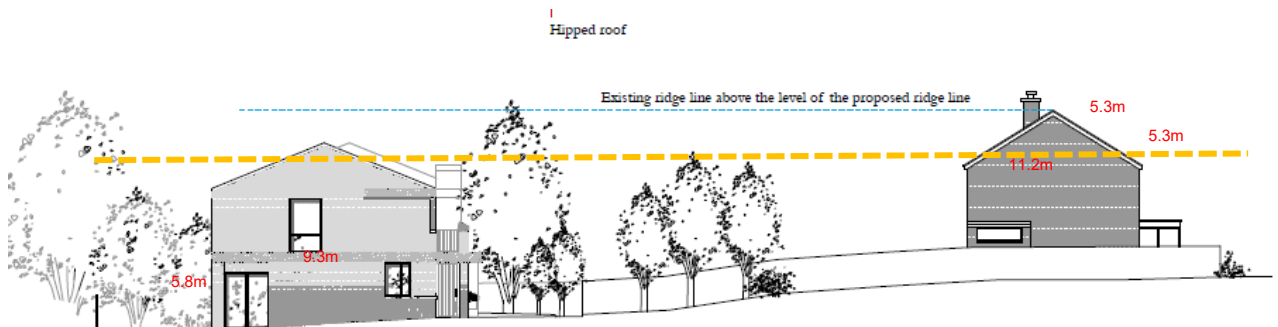 Hipped roof
Existing ridge line above the level of the proposed ridge line
5.3m
5.3m
11.2m
9.3m
5.8m